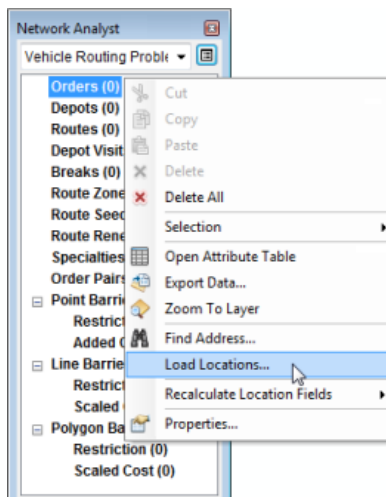 Network Analyst
Vehicle Routing Proble
Orders (0)
Depots (0)
Routes (0)
Depot Visit
Breaks (0)
Route Zone
Route Seed
Route Rene
Specialties
Order Pairs
Point Barrie
Restrict
Added C
Line Barrie
Restrict
Scaled
Polygon Ba
Restriction (0)
Scaled Cost (0)
Cut
Copy
Paste
Delete
Delete All
Selection
Open Attribute Table
Export Data...
Zoom To Layer
Find Address...
Load Locations...
Recalculate Location Fields
Properties...